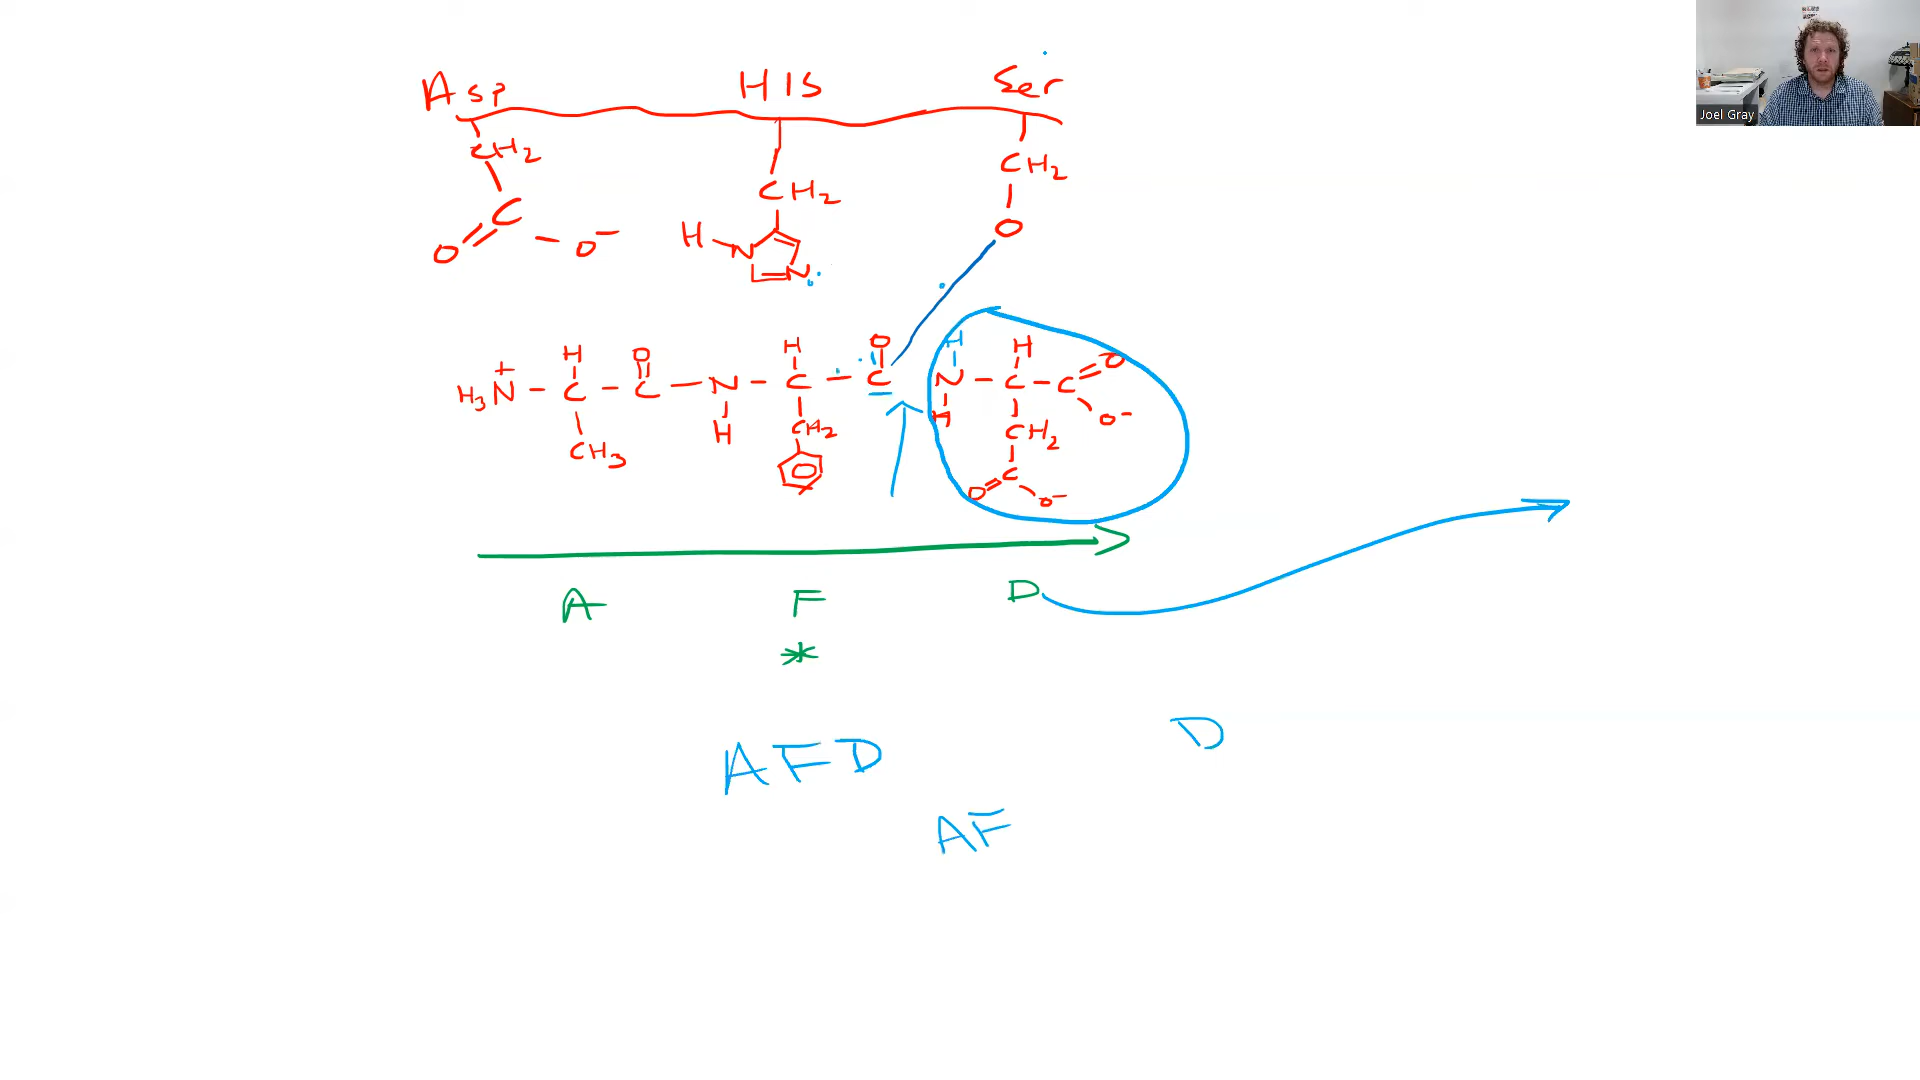 Asp HIS Ser
Joel Gray
CH2 CH2 CH2
C
O O-
H N N
O
H H O H H O
H3N+ - C - C - N - C - C N - C - C O
CH3 H CH2 H CH2 O-
C
O O-
A F D
*
AFD D
AF